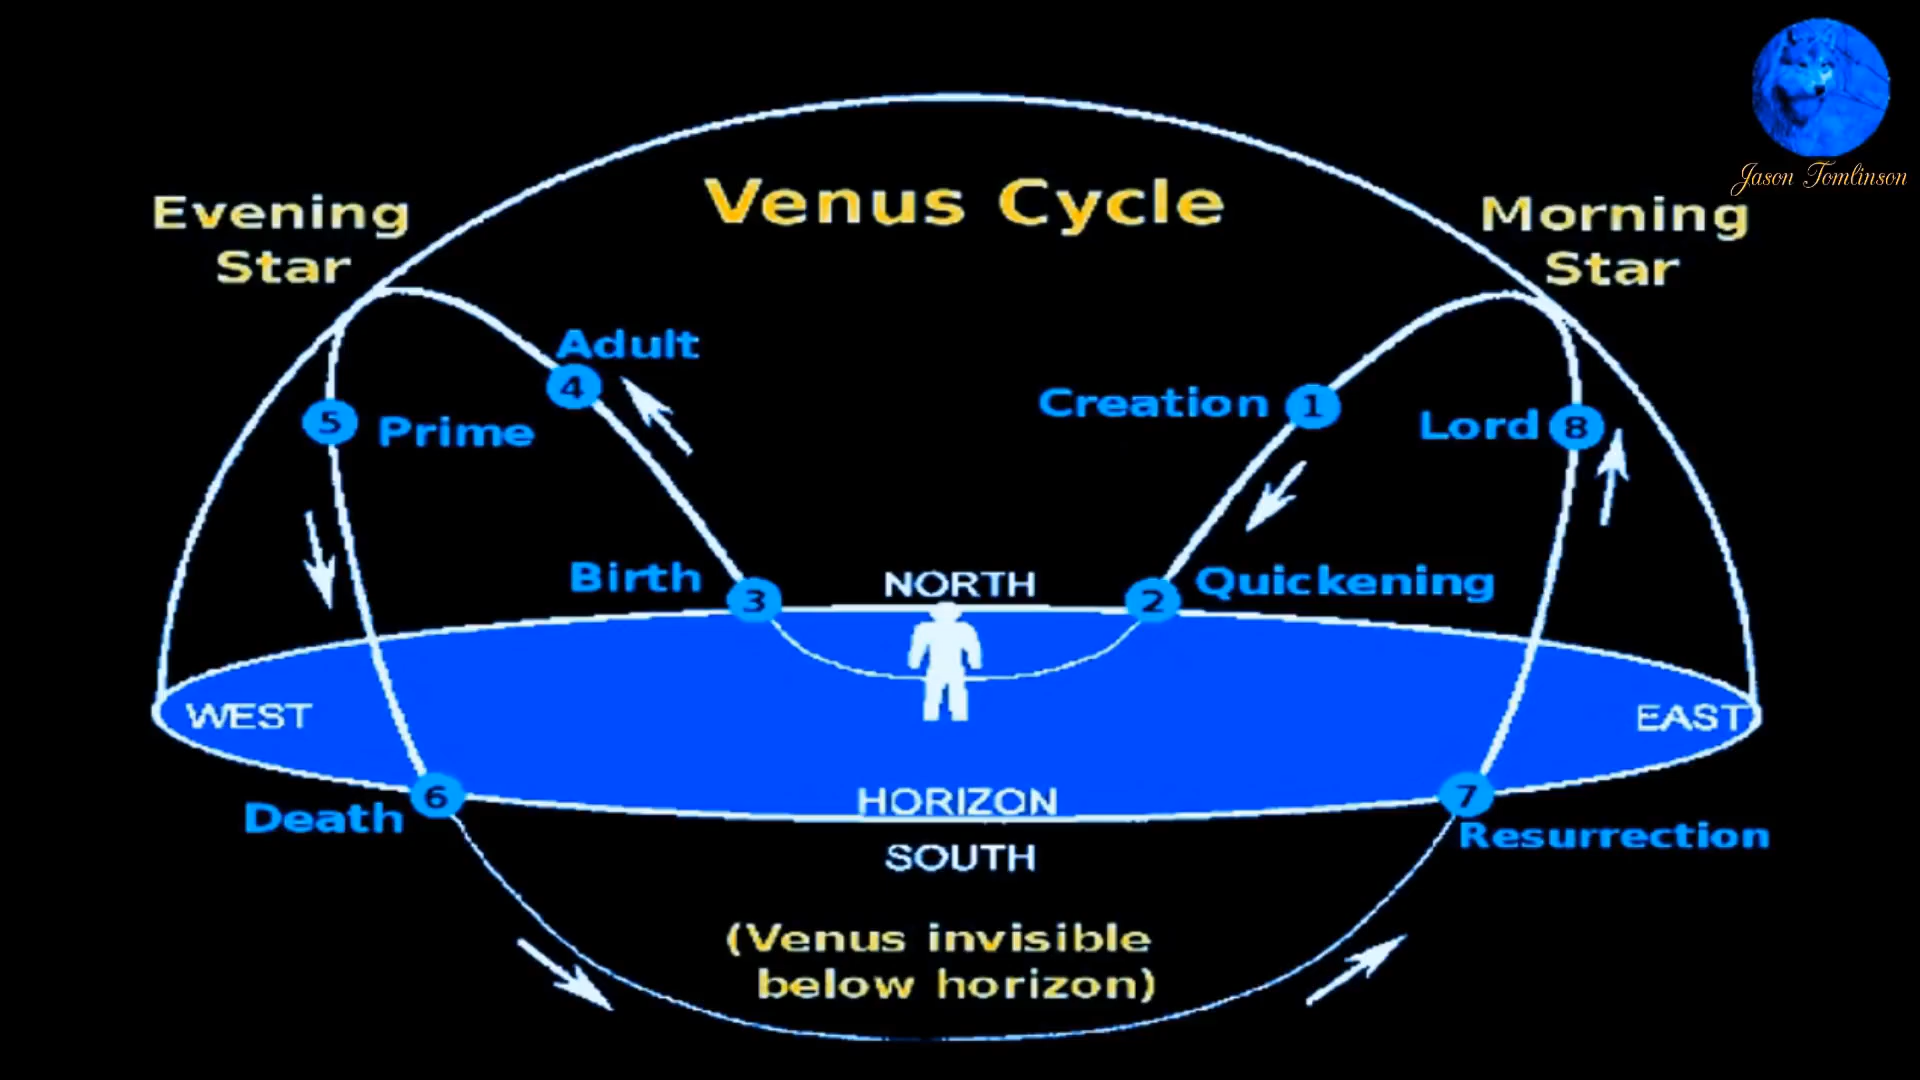 Jason Tomlinson
Venus Cycle
Evening
Star
Morning
Star
Adult
4
Creation 1
5 Prime
Lord 8
Birth 3
NORTH
2 Quickening
WEST
EAST
HORIZON
6
Death
7
Resurrection
SOUTH
(Venus invisible
below horizon)